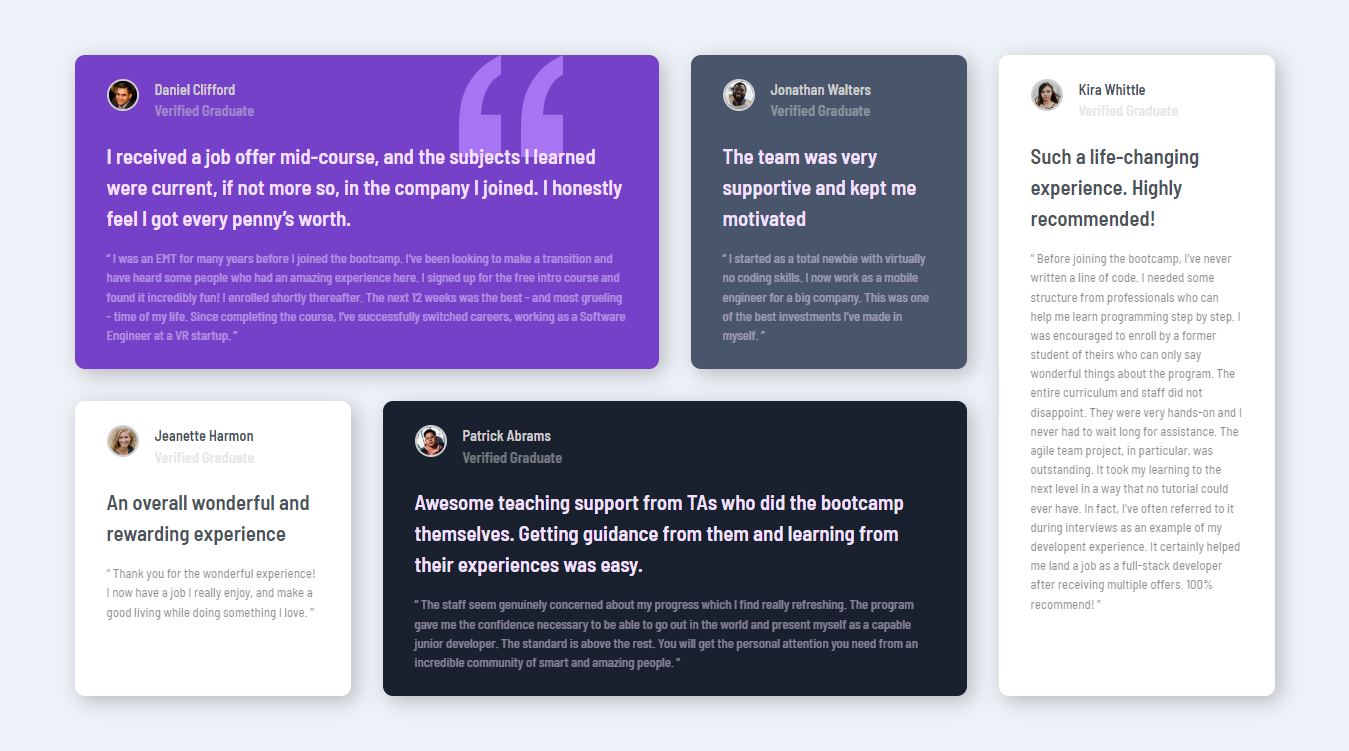 Daniel Clifford
Verified Graduate
I received a job offer mid-course, and the subjects I learned
were current, if not more so, in the company I joined. I honestly
feel I got every penny’s worth.
“ I was an EMT for many years before I joined the bootcamp. I’ve been looking to make a transition and
have heard some people who had an amazing experience here. I signed up for the free intro course and
found it incredibly fun! I enrolled shortly thereafter. The next 12 weeks was the best - and most grueling
- time of my life. Since completing the course, I’ve successfully switched careers, working as a Software
Engineer at a VR startup. ”
Jonathan Walters
Verified Graduate
The team was very
supportive and kept me
motivated
“ I started as a total newbie with virtually
no coding skills. I now work as a mobile
engineer for a big company. This was one
of the best investments I’ve made in
myself. ”
Kira Whittle
Verified Graduate
Such a life-changing
experience. Highly
recommended!
“ Before joining the bootcamp, I’ve never
written a line of code. I needed some
structure from professionals who can
help me learn programming step by step. I
was encouraged to enroll by a former
student of theirs who can only say
wonderful things about the program. The
entire curriculum and staff did not
disappoint. They were very hands-on and I
never had to wait long for assistance. The
agile team project, in particular, was
outstanding. It took my learning to the
next level in a way that no tutorial could
ever have. In fact, I’ve often referred to it
during interviews as an example of my
developent experience. It certainly helped
me land a job as a full-stack developer
after receiving multiple offers. 100%
recommend! ”
Jeanette Harmon
Verified Graduate
An overall wonderful and
rewarding experience
“ Thank you for the wonderful experience!
I now have a job I really enjoy, and make a
good living while doing something I love. ”
Patrick Abrams
Verified Graduate
Awesome teaching support from TAs who did the bootcamp
themselves. Getting guidance from them and learning from
their experiences was easy.
“ The staff seem genuinely concerned about my progress which I find really refreshing. The program
gave me the confidence necessary to be able to go out in the world and present myself as a capable
junior developer. The standard is above the rest. You will get the personal attention you need from an
incredible community of smart and amazing people. ”